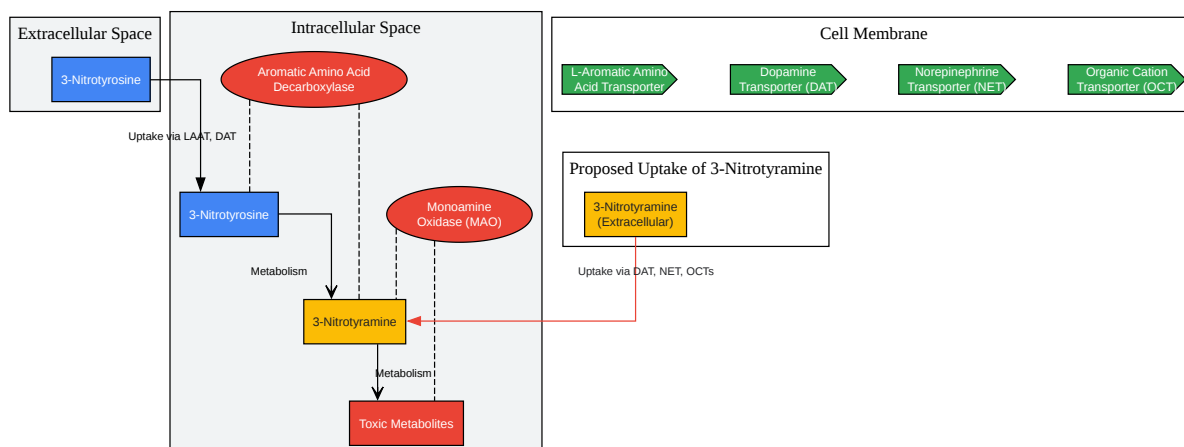 Extracellular Space
3-Nitrotyrosine
Intracellular Space
Aromatic Amino Acid
Decarboxylase
Uptake via LAAT, DAT
3-Nitrotyrosine
Monoamine
Oxidase (MAO)
Metabolism
3-Nitrotyramine
Metabolism
Toxic Metabolites
Cell Membrane
L-Aromatic Amino
Acid Transporter
Dopamine
Transporter (DAT)
Norepinephrine
Transporter (NET)
Organic Cation
Transporter (OCT)
Proposed Uptake of 3-Nitrotyramine
3-Nitrotyramine
(Extracellular)
Uptake via DAT, NET, OCTs